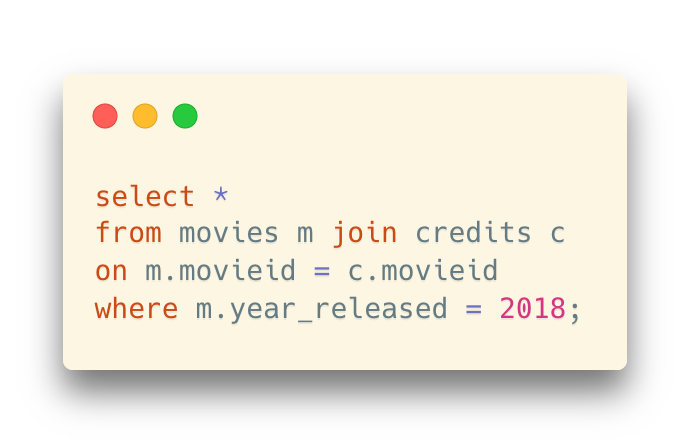 select *
from movies m join credits c
on m.movieid = c.movieid
where m.year_released = 2018;